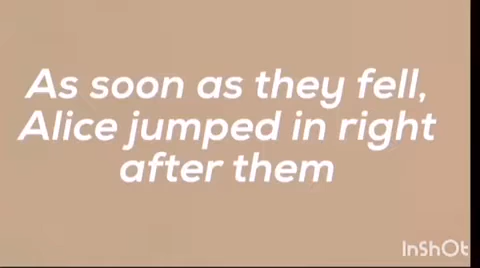 As soon as they fell,
Alice jumped in right
after them
InShOt